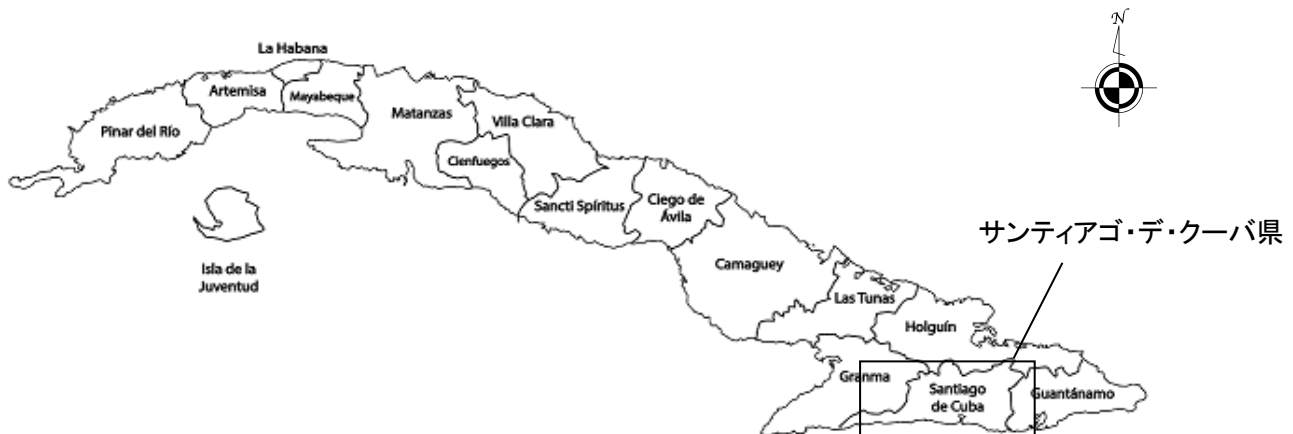 N
La Habana
Artemisa
Mayabeque
Pinar del Río
Matanzas
Villa Clara
Cienfuegos
Sancti Spíritus
Ciego de
Ávila
サンティアゴ・デ・クーバ県
Isla de la
Juventud
Camaguey
Las Tunas
Holguín
Granma
Santiago
de Cuba
Guantánamo